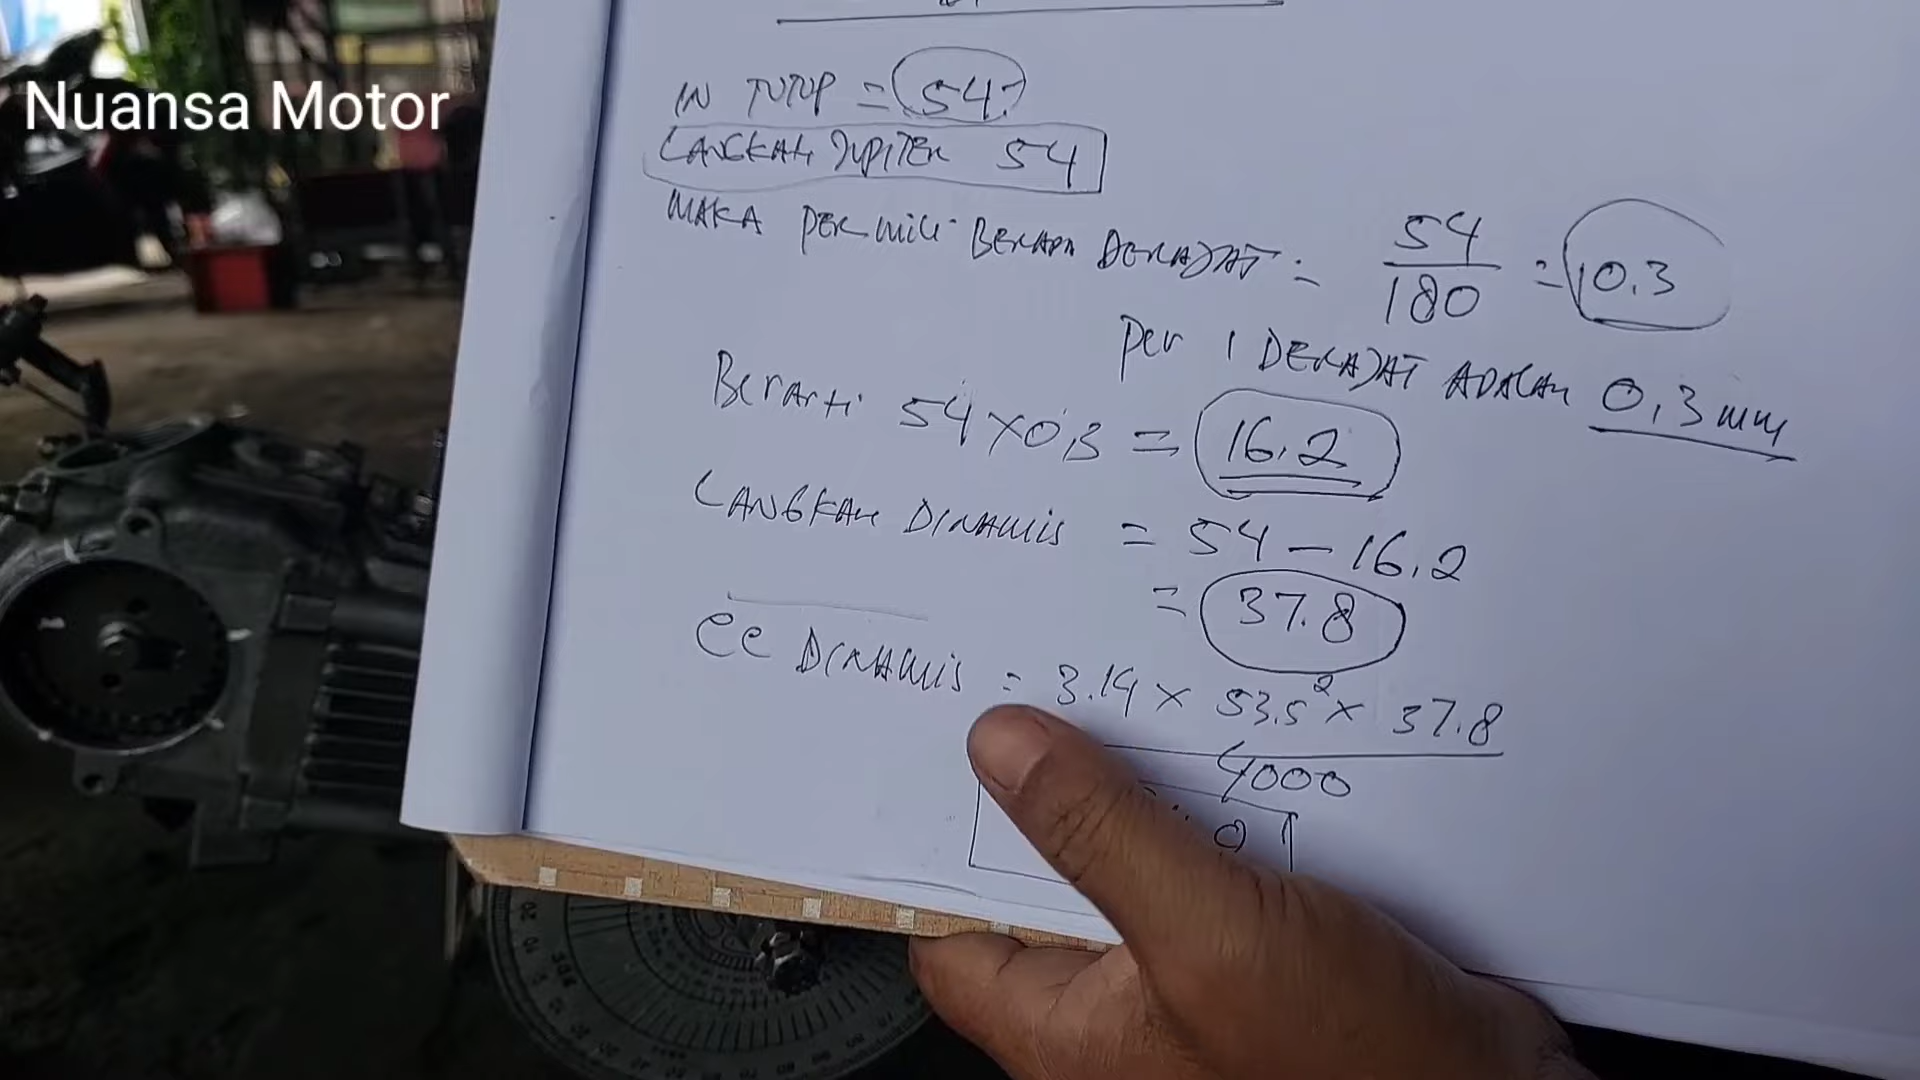 Nuansa Motor
IN TUTUP = 54°
LANGKAH JUPITER 54
MAKA PER MILI BERAPA DERAJAT = 54/180 = 0.3
Per 1 DERAJAT ADALAH 0,3 mm
BERARTI 54 X 0,3 = 16.2
LANGKAH DINAMIS = 54 - 16.2
= 37.8
CC DINAMIS = 3.14 x 53.5² x 37.8
4000